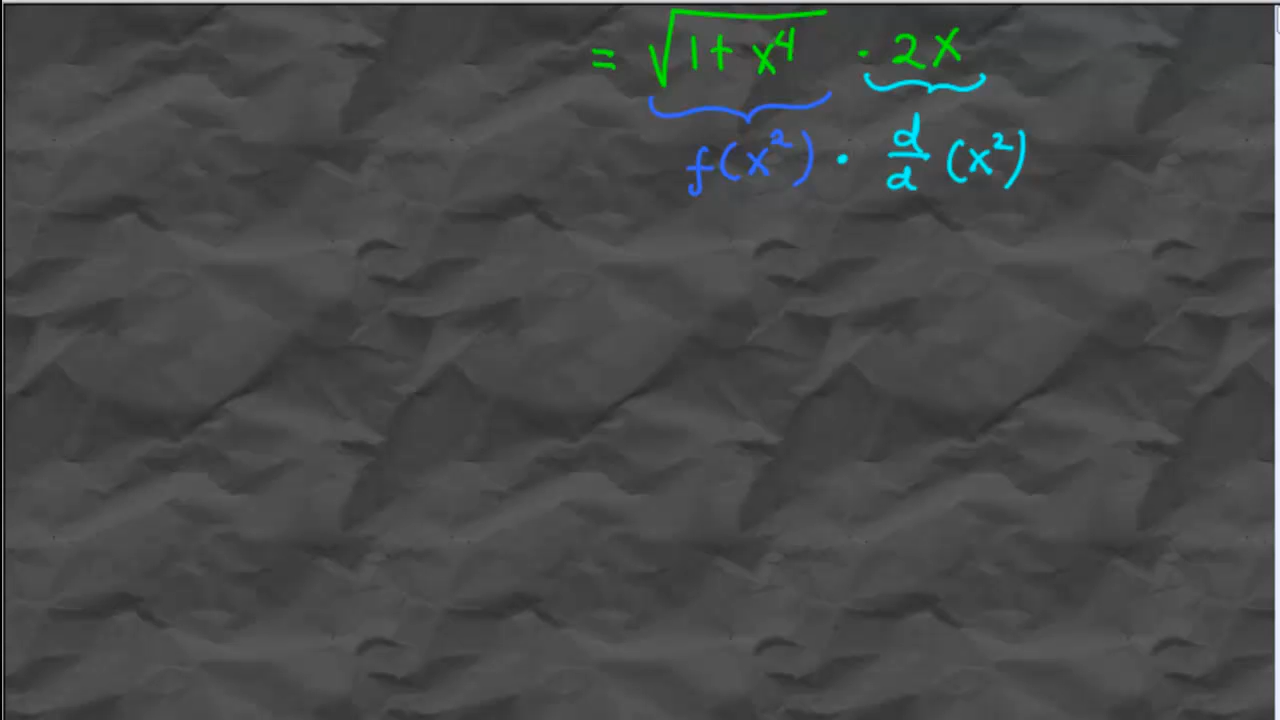 = √(1 + x⁴) · 2x
f(x²) · d/d (x²)